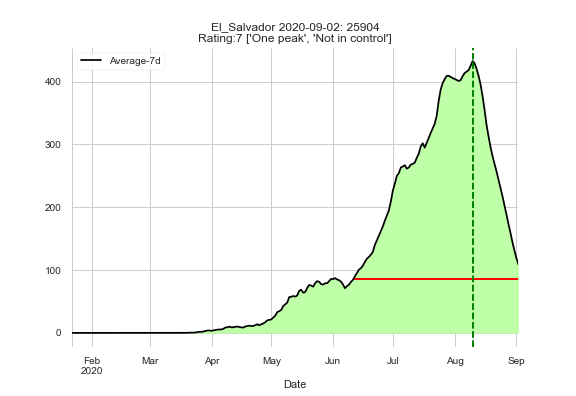 El_Salvador 2020-09-02: 25904
Rating:7 ['One peak', 'Not in control']
Average-7d
400
300
200
100
0
Feb Mar Apr May Jun Jul Aug Sep
2020
Date